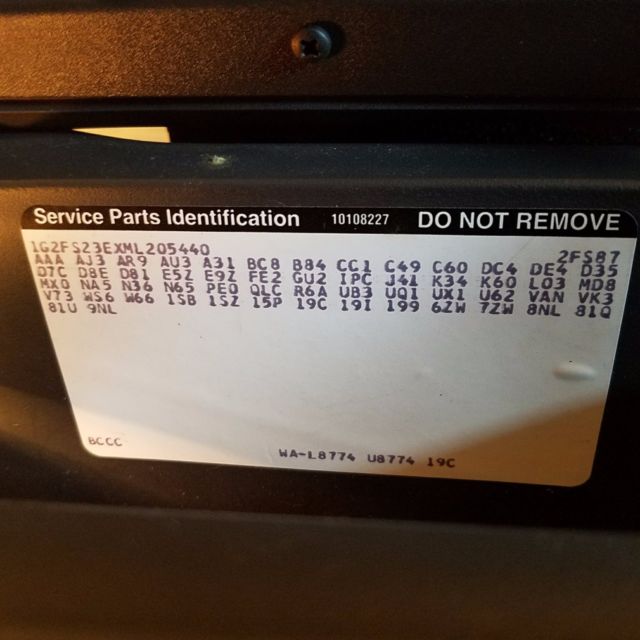 Service Parts Identification 10108227 DO NOT REMOVE
1G2FS23EXML205440 2FS87
AAA AJ3 AR9 AU3 A31 BC8 B84 CC1 C49 C60 DC4 DE4 D35
D7C D8E D81 E5Z E9Z FE2 GU2 IPC J41 K34 K60 LO3 MD8
MX0 NA5 N36 N65 PE0 QLC R6A UB3 UQ1 UX1 U62 VAN VK3
V73 WS6 W66 1SB 1SZ 15P 19C 19I 199 6ZW 7ZW 8NL 81Q
81U 9NL
BCCC
WA-L8774 U8774 19C